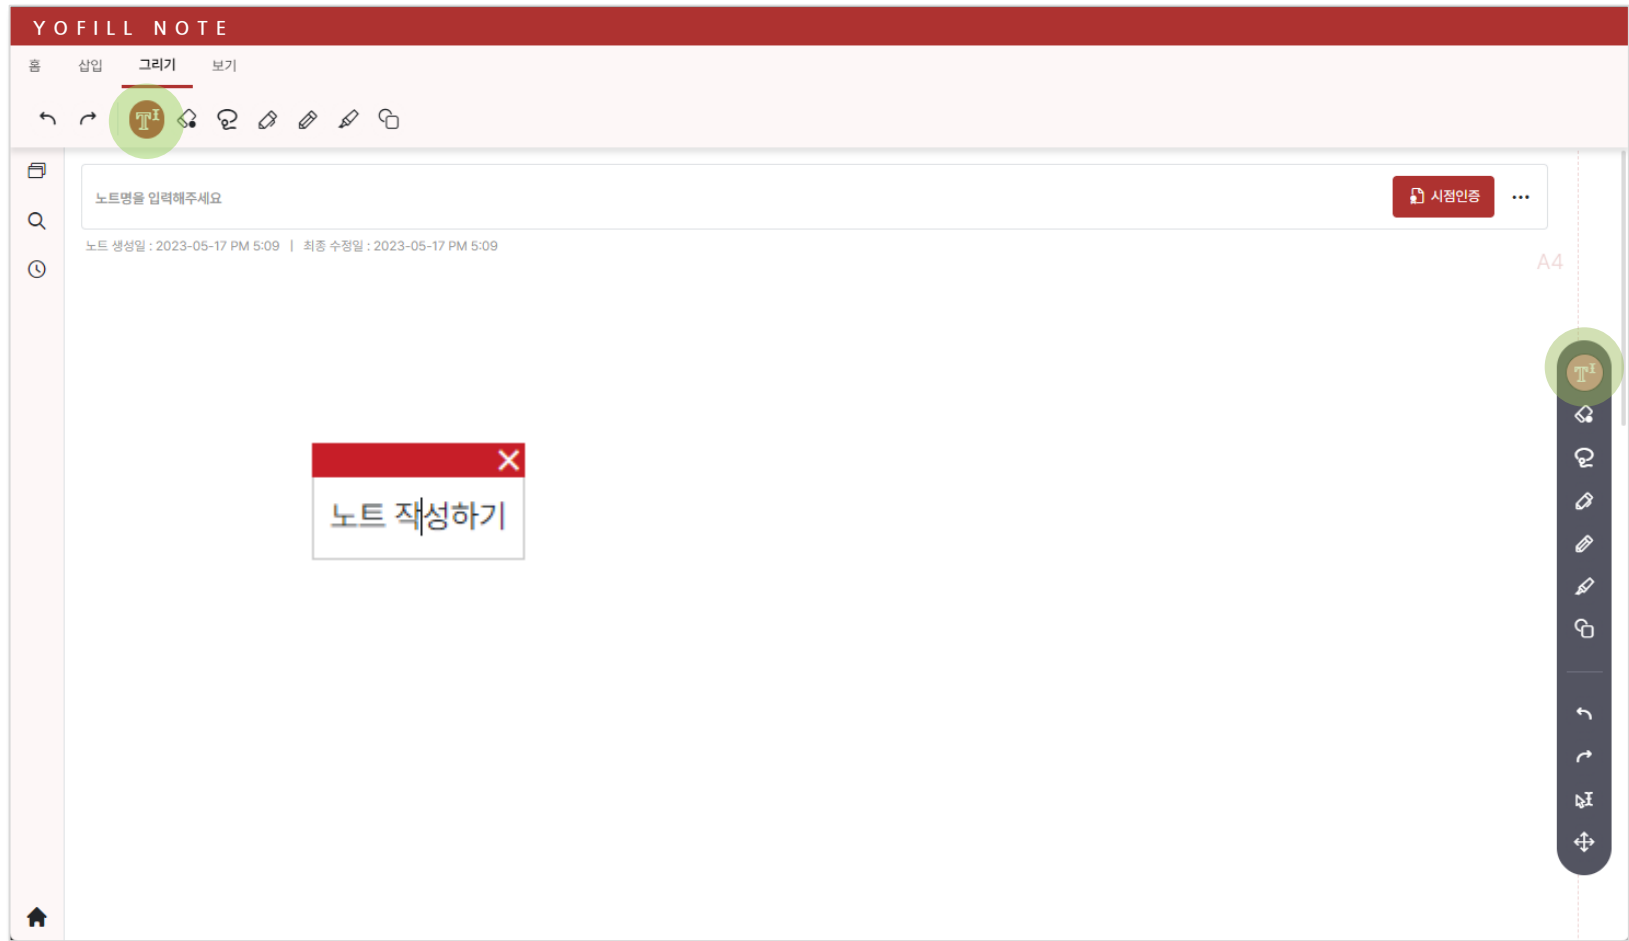 YOFILL NOTE
홈 삽입 그리기 보기
노트명을 입력해주세요
시점인증
노트 생성일 : 2023-05-17 PM 5:09 | 최종 수정일 : 2023-05-17 PM 5:09
A4
노트 작성하기